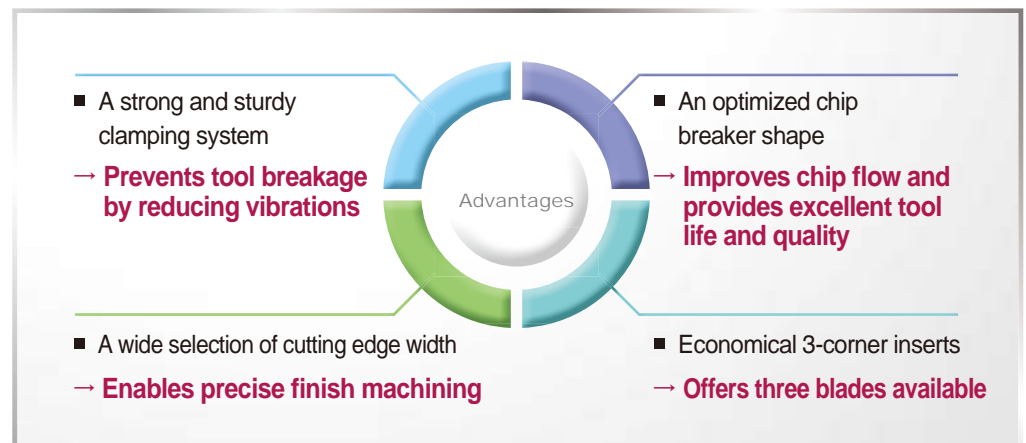 ■ A strong and sturdy
clamping system
→ Prevents tool breakage
by reducing vibrations
■ An optimized chip
breaker shape
→ Improves chip flow and
provides excellent tool
life and quality
Advantages
■ A wide selection of cutting edge width
→ Enables precise finish machining
■ Economical 3-corner inserts
→ Offers three blades available